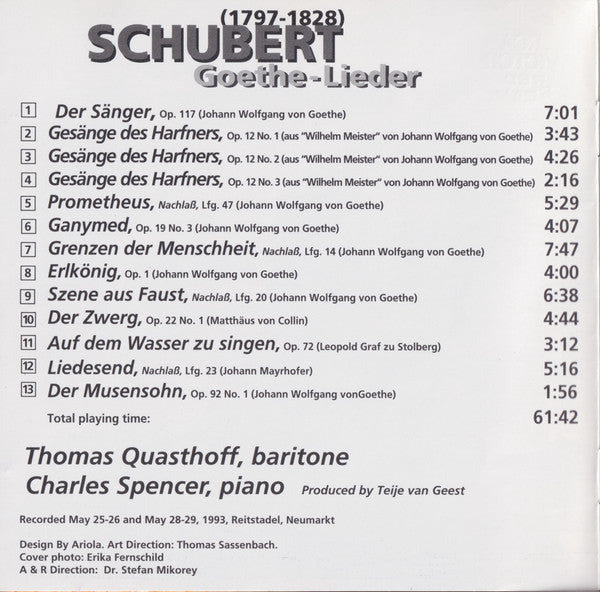 (1797-1828)
SCHUBERT
Goethe-Lieder
1 Der Sänger, Op. 117 (Johann Wolfgang von Goethe) 7:01
2 Gesänge des Harfners, Op. 12 No. 1 (aus "Wilhelm Meister" von Johann Wolfgang von Goethe) 3:43
3 Gesänge des Harfners, Op. 12 No. 2 (aus "Wilhelm Meister" von Johann Wolfgang von Goethe) 4:26
4 Gesänge des Harfners, Op. 12 No. 3 (aus "Wilhelm Meister" von Johann Wolfgang von Goethe) 2:16
5 Prometheus, Nachlaß, Lfg. 47 (Johann Wolfgang von Goethe) 5:29
6 Ganymed, Op. 19 No. 3 (Johann Wolfgang von Goethe) 4:07
7 Grenzen der Menschheit, Nachlaß, Lfg. 14 (Johann Wolfgang von Goethe) 7:47
8 Erlkönig, Op. 1 (Johann Wolfgang von Goethe) 4:00
9 Szene aus Faust, Nachlaß, Lfg. 20 (Johann Wolfgang von Goethe) 6:38
10 Der Zwerg, Op. 22 No. 1 (Matthäus von Collin) 4:44
11 Auf dem Wasser zu singen, Op. 72 (Leopold Graf zu Stolberg) 3:12
12 Liedesend, Nachlaß, Lfg. 23 (Johann Mayrhofer) 5:16
13 Der Musensohn, Op. 92 No. 1 (Johann Wolfgang vonGoethe) 1:56
Total playing time: 61:42
Thomas Quasthoff, baritone
Charles Spencer, piano Produced by Teije van Geest
Recorded May 25-26 and May 28-29, 1993, Reitstadel, Neumarkt
Design By Ariola. Art Direction: Thomas Sassenbach.
Cover photo: Erika Fernschild
A & R Direction: Dr. Stefan Mikorey